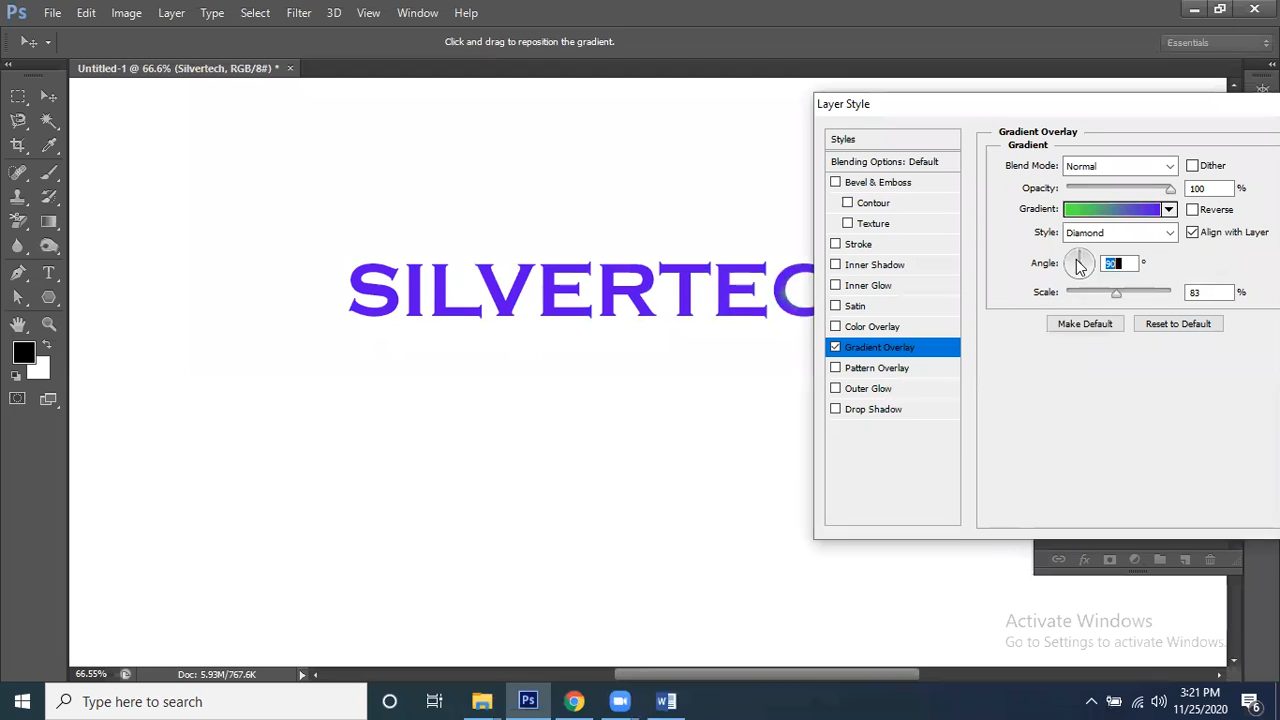 Ps File Edit Image Layer Type Select Filter 3D View Window Help
Click and drag to reposition the gradient. Essentials
Untitled-1 @ 66.6% (Silvertech, RGB/8#) * ×
SILVERTEC
Layer Style
Styles
Blending Options: Default
Bevel & Emboss
Contour
Texture
Stroke
Inner Shadow
Inner Glow
Satin
Color Overlay
Gradient Overlay
Pattern Overlay
Outer Glow
Drop Shadow
Gradient Overlay
Gradient
Blend Mode: Normal Dither
Opacity: 100 %
Gradient: Reverse
Style: Diamond Align with Layer
Angle: 90 °
Scale: 83 %
Make Default Reset to Default
fx
Activate Windows
Go to Settings to activate Windows.
66.55% Doc: 5.93M/767.6K
Type here to search
Ps
W
3:21 PM
11/25/2020
6